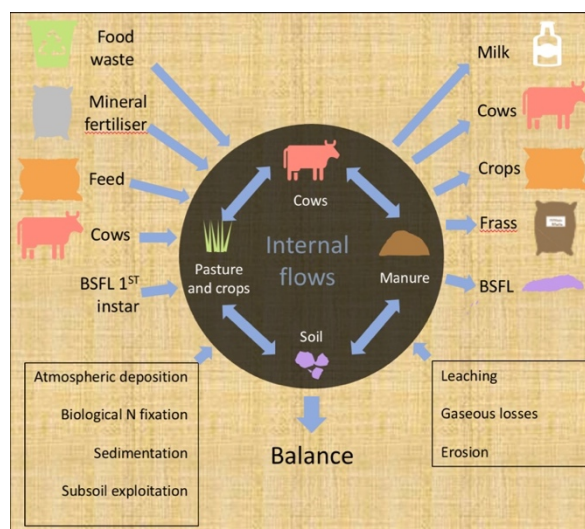 Food
waste
Mineral
fertiliser
Feed
Cows
BSFL 1ST
instar
Milk
Cows
Crops
Frass
BSFL
Cows
Internal
flows
Pasture
and crops
Manure
Soil
Atmospheric deposition
Biological N fixation
Sedimentation
Subsoil exploitation
Balance
Leaching
Gaseous losses
Erosion